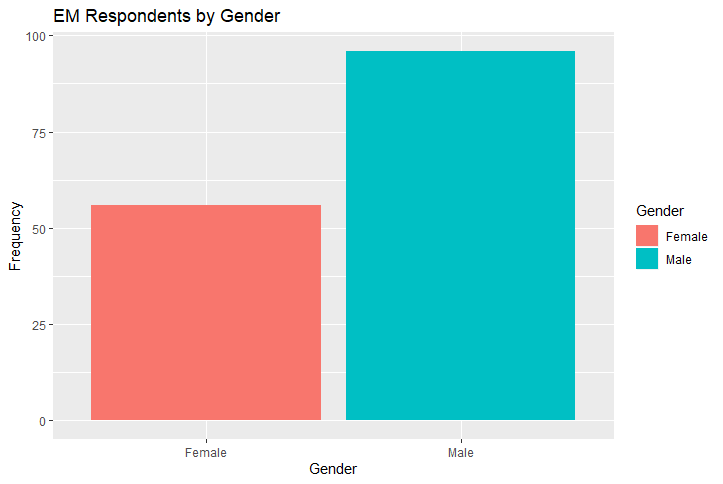 EM Respondents by Gender
100
75
50
25
0
Frequency
Female
Male
Gender
Gender
Female
Male